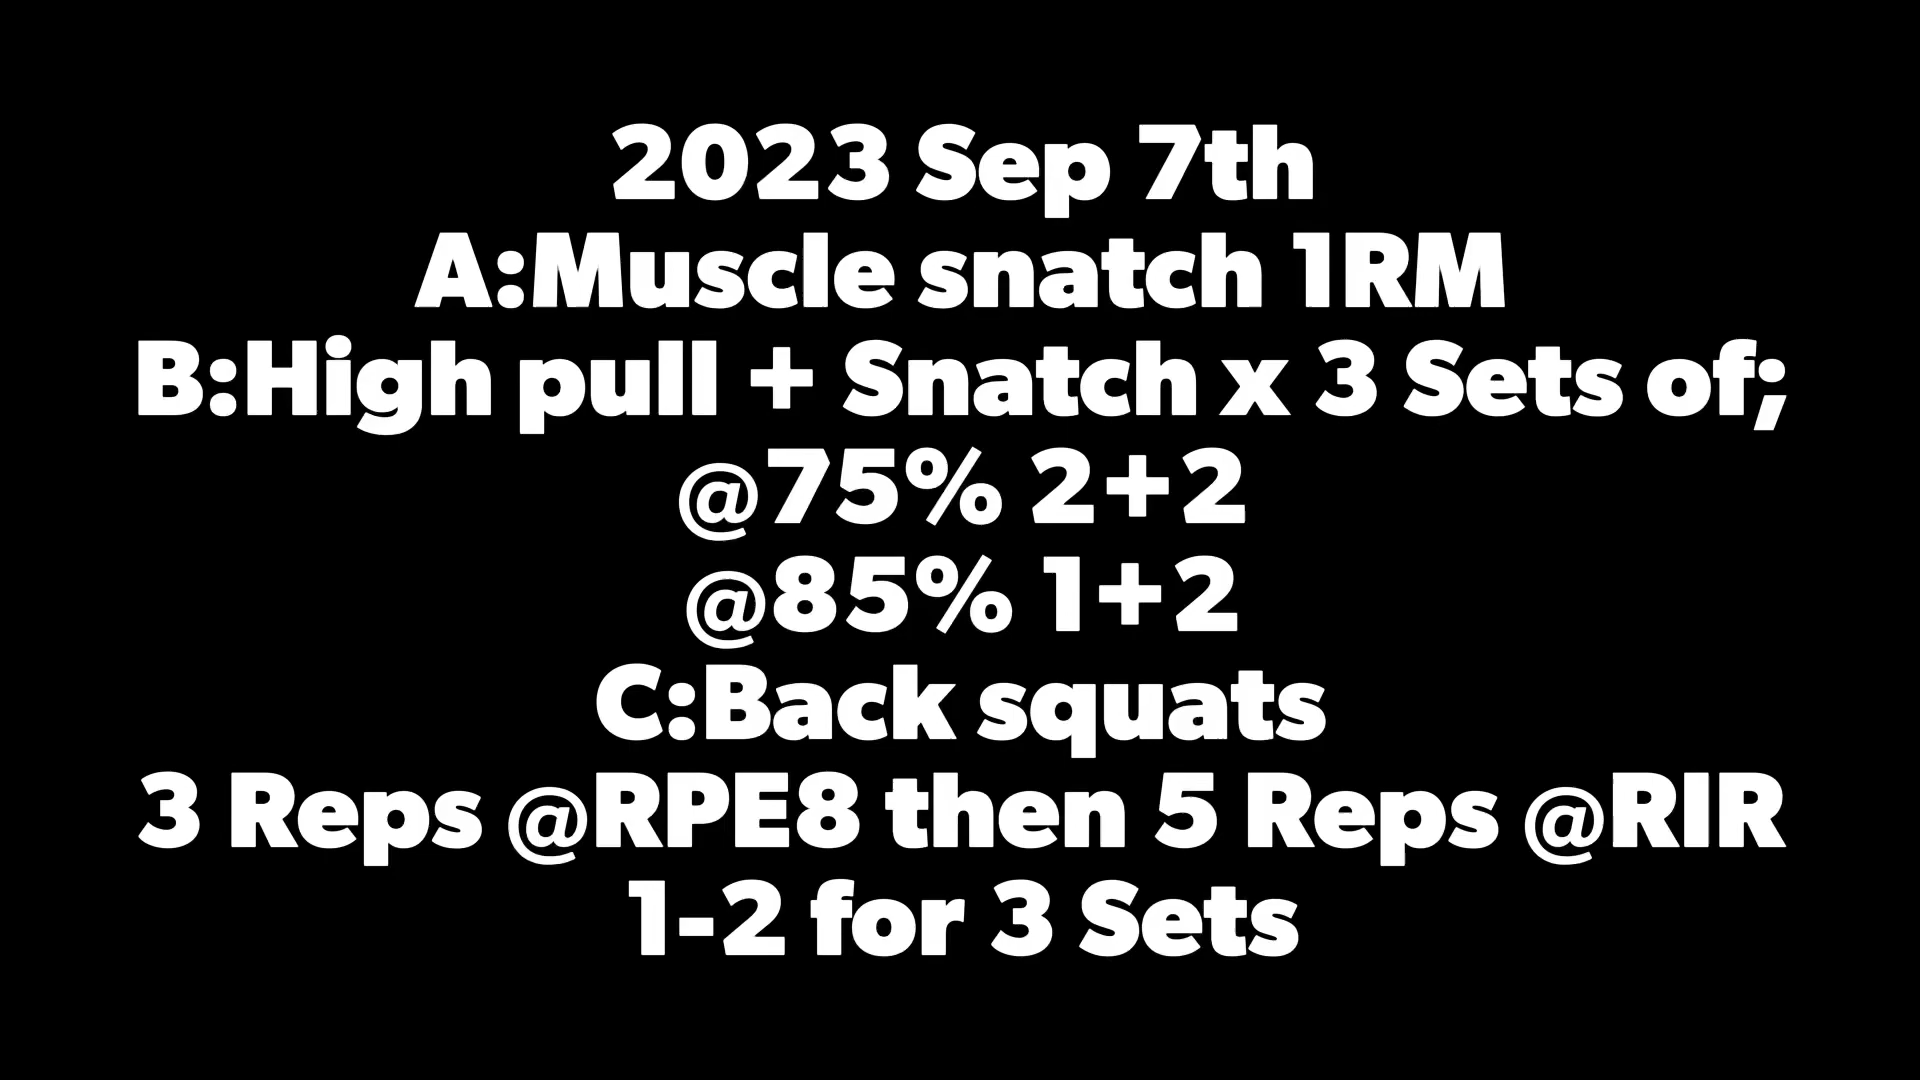 2023 Sep 7th
A:Muscle snatch 1RM
B:High pull + Snatch x 3 Sets of;
@75% 2+2
@85% 1+2
C:Back squats
3 Reps @RPE8 then 5 Reps @RIR
1-2 for 3 Sets